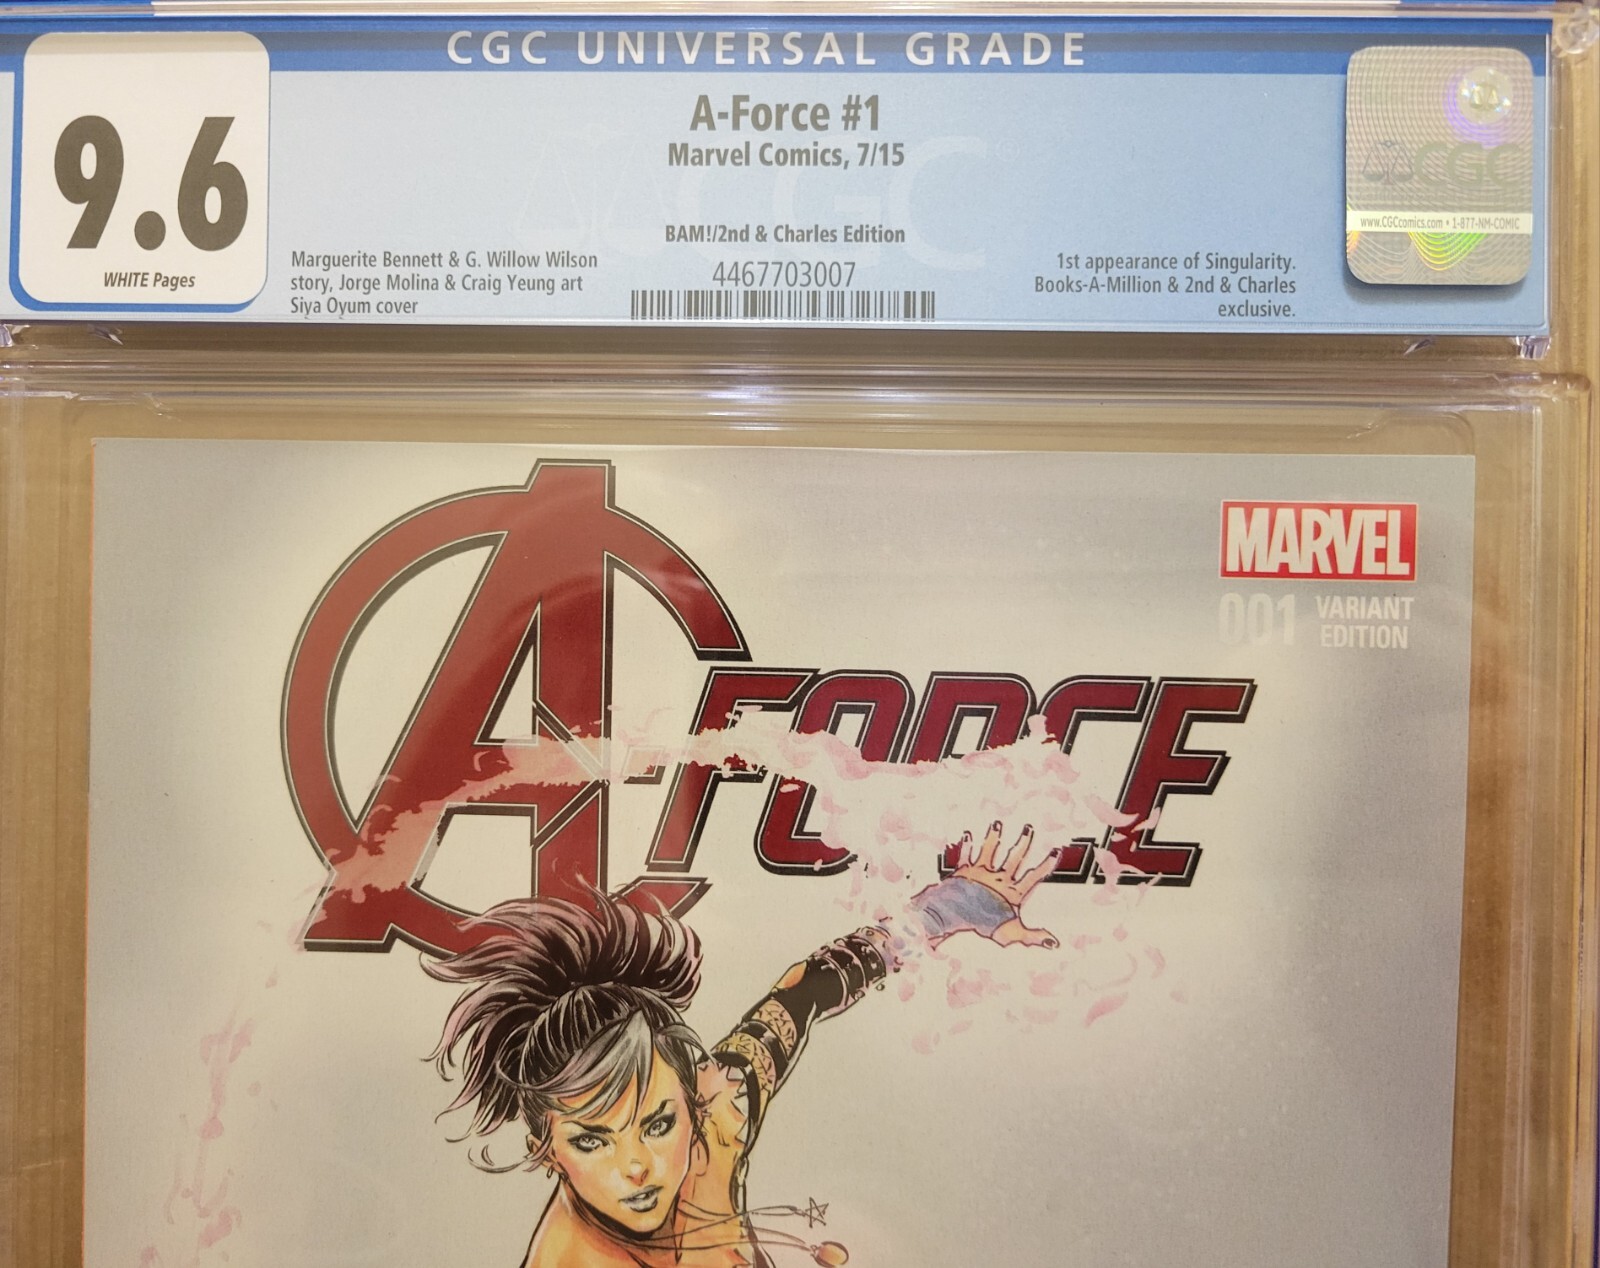 CGC UNIVERSAL GRADE
9.6
WHITE Pages
A-Force #1
Marvel Comics, 7/15
BAM!/2nd & Charles Edition
4467703007
Marguerite Bennett & G. Willow Wilson
story, Jorge Molina & Craig Yeung art
Siya Oyum cover
1st appearance of Singularity.
Books-A-Million & 2nd & Charles
exclusive.
CGC
CGC
www.CGCcomics.com • 1-877-NM-COMIC
MARVEL
001 VARIANT
EDITION
A-FORCE